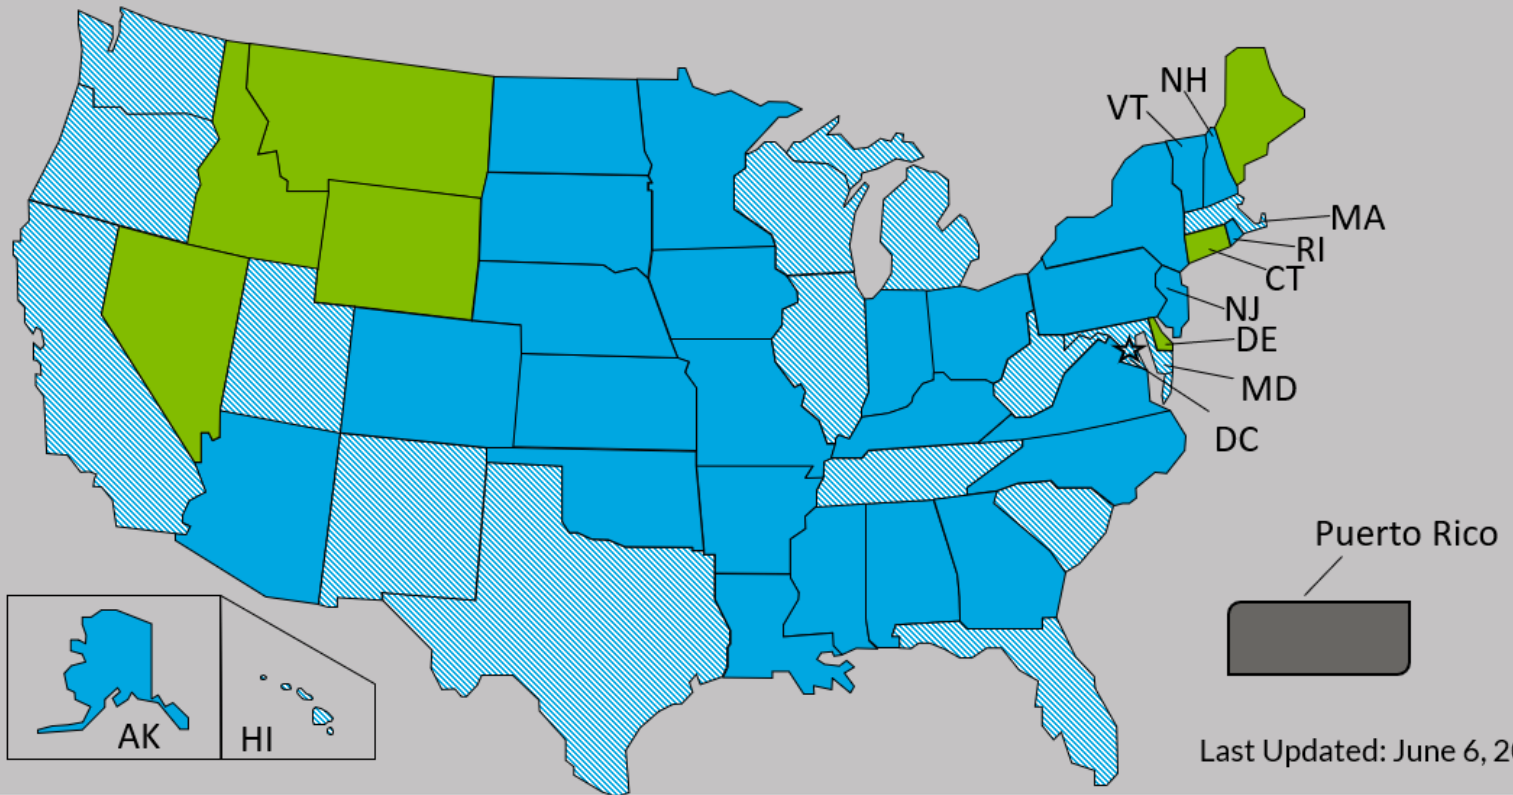 NH
VT
MA
RI
CT
NJ
DE
MD
DC
Puerto Rico
AK
HI
Last Updated: June 6,